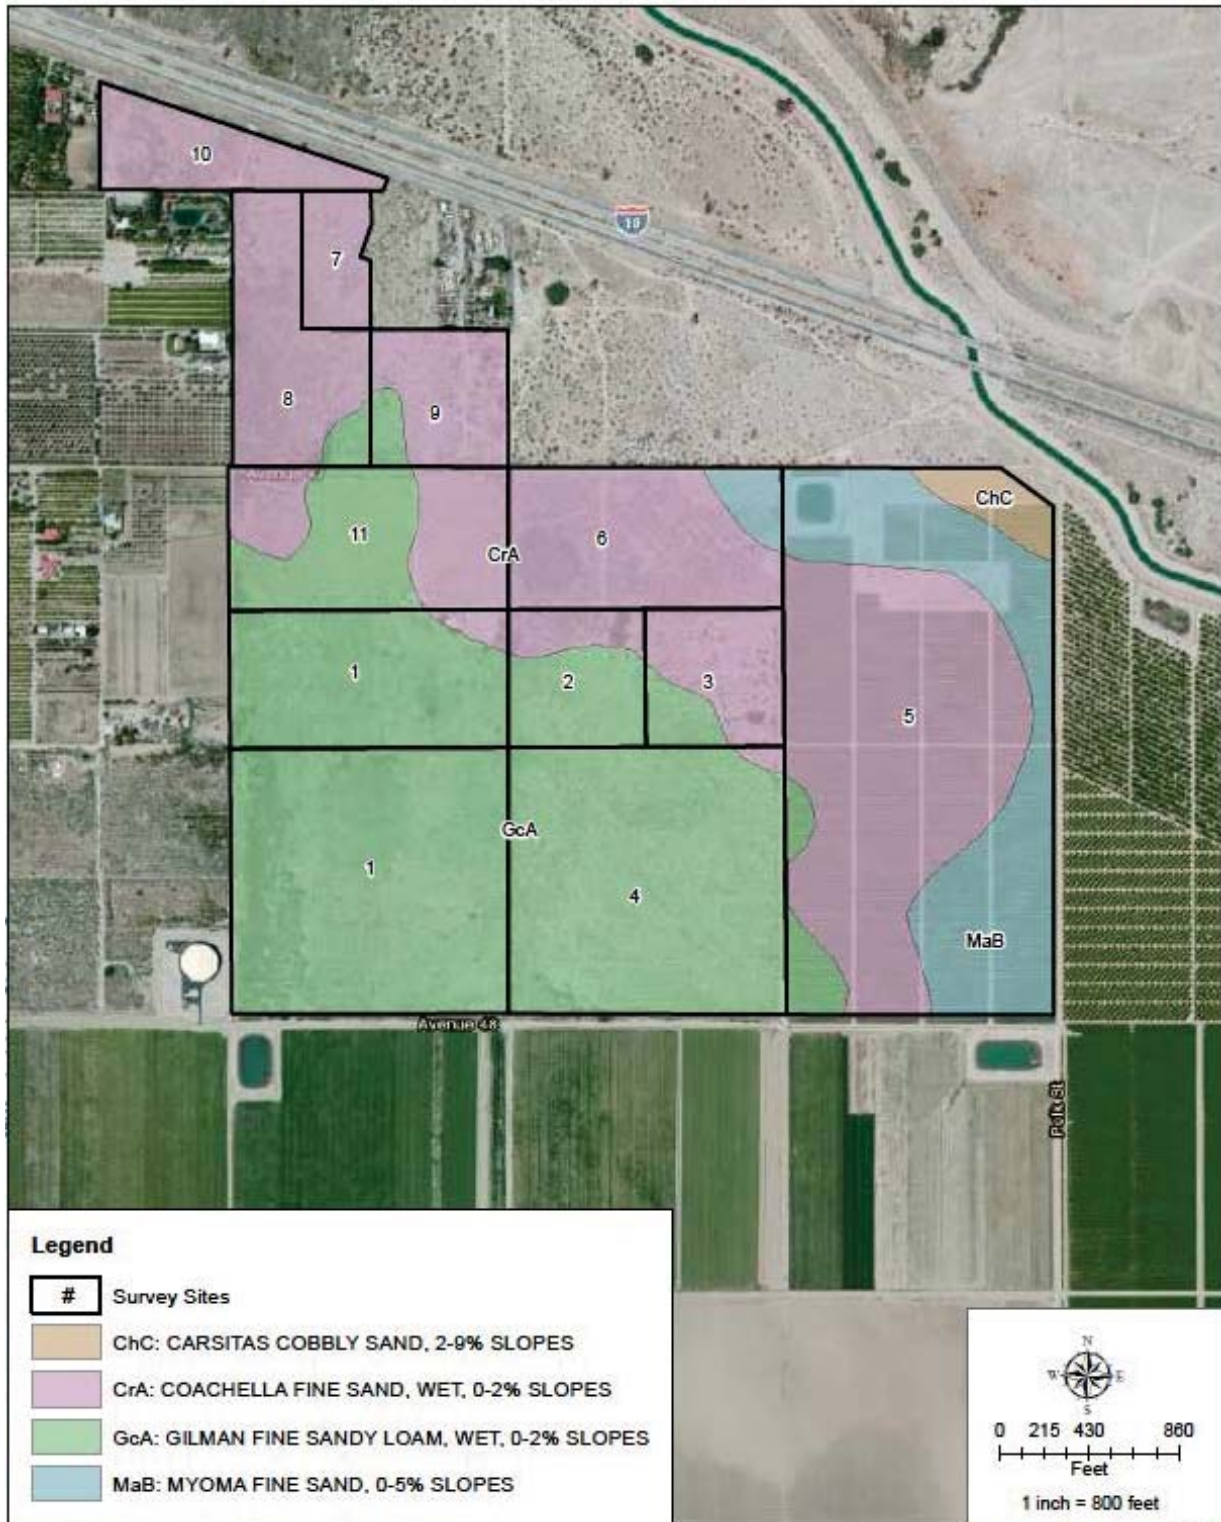 10
10
7
8
9
ChC
11
CrA
6
1
2
3
5
GcA
1
4
MaB
Avenue 48
Polk St
Legend
# Survey Sites
ChC: CARSITAS COBBLY SAND, 2-9% SLOPES
CrA: COACHELLA FINE SAND, WET, 0-2% SLOPES
GcA: GILMAN FINE SANDY LOAM, WET, 0-2% SLOPES
MaB: MYOMA FINE SAND, 0-5% SLOPES
N
W E
S
0 215 430 860
Feet
1 inch = 800 feet